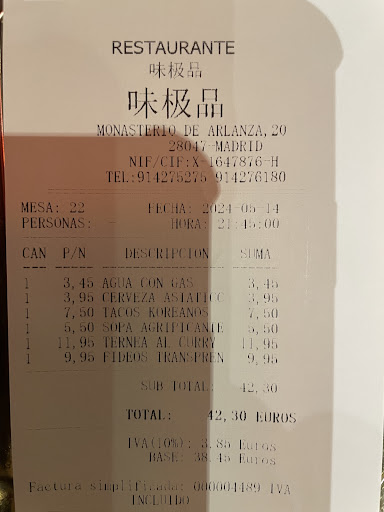 RESTAURANTE
味极品
味极品
MONASTERIO DE ARLANZA,20
28047-MADRID
NIF/CIF:X-1647876-H
TEL:914275275 914276180
MESA: 22 FECHA: 2024-05-14
PERSONAS: HORA: 21:45:00
CAN P/N DESCRIPCION SUMA
1 3,45 AGUA CON GAS 3,45
1 3,95 CERVEZA ASIATICC 3,95
1 7,50 TACOS KOREANOS 7,50
1 5,50 SOPA AGRIPICANTE 5,50
1 11,95 TERNEA AL CURRY 11,95
1 9,95 FIDEOS TRANSPREN 9,95
SUB TOTAL: 42,30
TOTAL: 42,30 EUROS
IVA(10%): 3.85 Euros
BASE: 38.45 Euros
Factura simplificada: 000004489 IVA
INCLUIDO